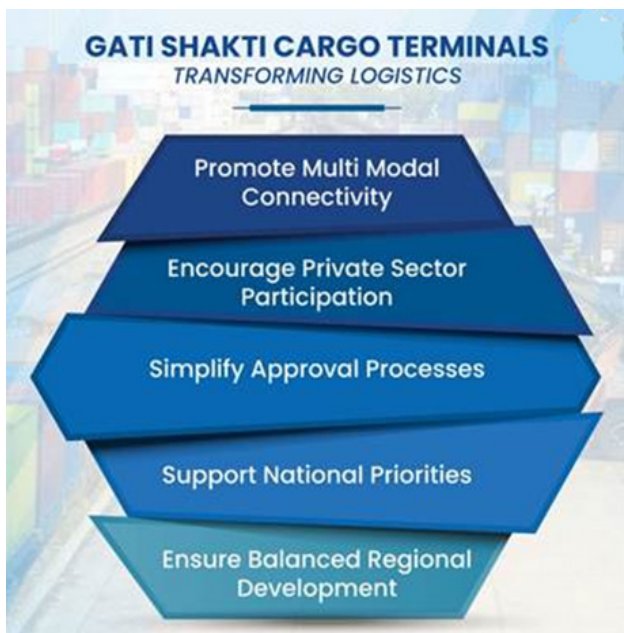 GATI SHAKTI CARGO TERMINALS
TRANSFORMING LOGISTICS
Promote Multi Modal
Connectivity
Encourage Private Sector
Participation
Simplify Approval Processes
Support National Priorities
Ensure Balanced Regional
Development